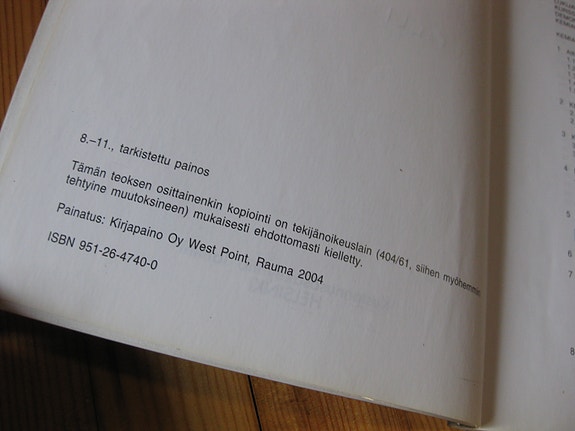 8.–11., tarkistettu painos
Tämän teoksen osittainenkin kopiointi on tekijänoikeuslain (404/61, siihen myöhemmin
tehtyine muutoksineen) mukaisesti ehdottomasti kielletty.
Painatus: Kirjapaino Oy West Point, Rauma 2004
ISBN 951-26-4740-0